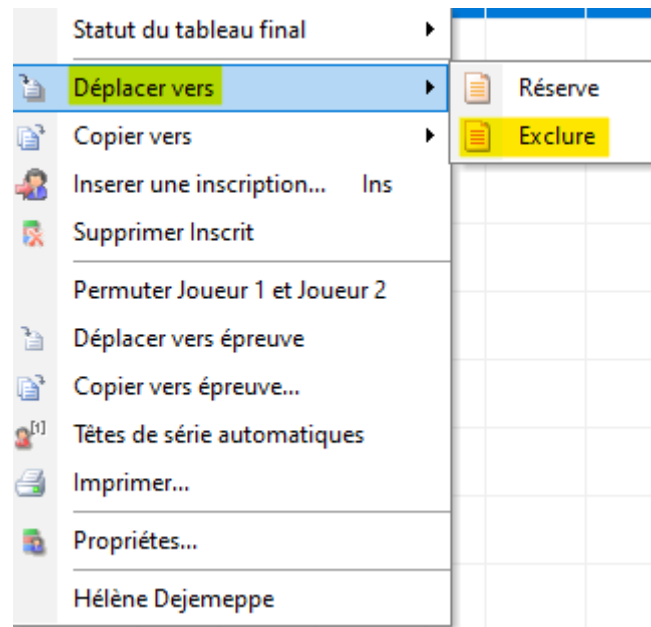 Statut du tableau final
Déplacer vers
Réserve
Copier vers
Exclure
Inserer une inscription... Ins
Supprimer Inscrit
Permuter Joueur 1 et Joueur 2
Déplacer vers épreuve
Copier vers épreuve...
[1]
Têtes de série automatiques
Imprimer...
Propriétes...
Hélène Dejemeppe